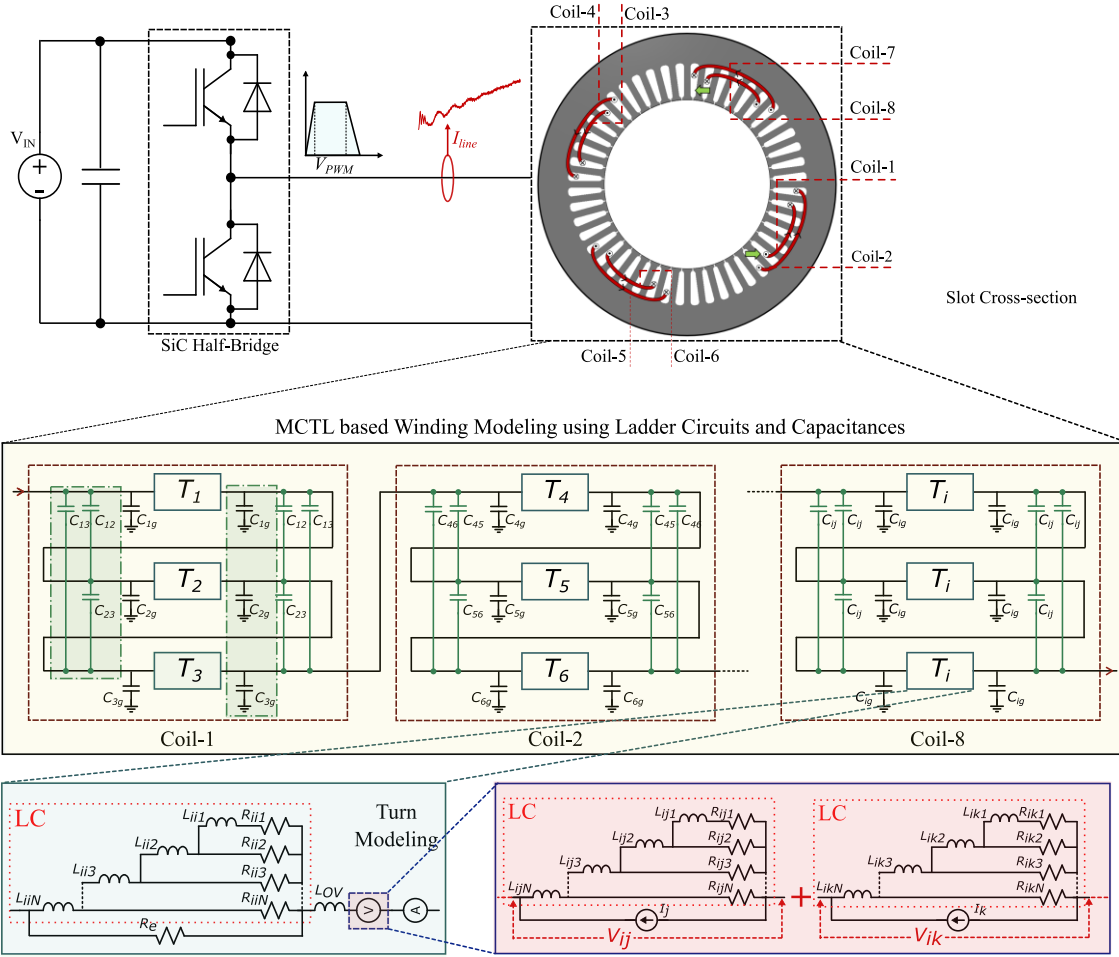 Coil-4
Coil-3
Coil-7
V_IN
V_PWM
I_line
Coil-8
Coil-1
Coil-2
Slot Cross-section
SiC Half-Bridge
Coil-5
Coil-6
MCTL based Winding Modeling using Ladder Circuits and Capacitances
T_1
T_4
T_i
C_13 C_12 C_1g C_1g C_12 C_13
C_46 C_45 C_4g C_4g C_45 C_46
C_ij C_ij C_ig C_ig C_ij C_ij
T_2
T_5
T_i
C_23 C_2g C_2g C_23
C_56 C_5g C_5g C_56
C_ij C_ig C_ig C_ij
T_3
T_6
T_i
C_3g C_3g
C_6g C_6g
C_ig C_ig
Coil-1
Coil-2
Coil-8
LC
L_ii1 R_ii1
L_ii2 R_ii2
L_ii3 R_ii3
L_iiN R_iiN
R_e
L_OV
V
A
Turn
Modeling
LC
L_ij1 R_ij1
L_ij2 R_ij2
L_ij3 R_ij3
L_ijN R_ijN
I_j
V_ij
+
LC
L_ik1 R_ik1
L_ik2 R_ik2
L_ik3 R_ik3
L_ikN R_ikN
I_k
V_ik